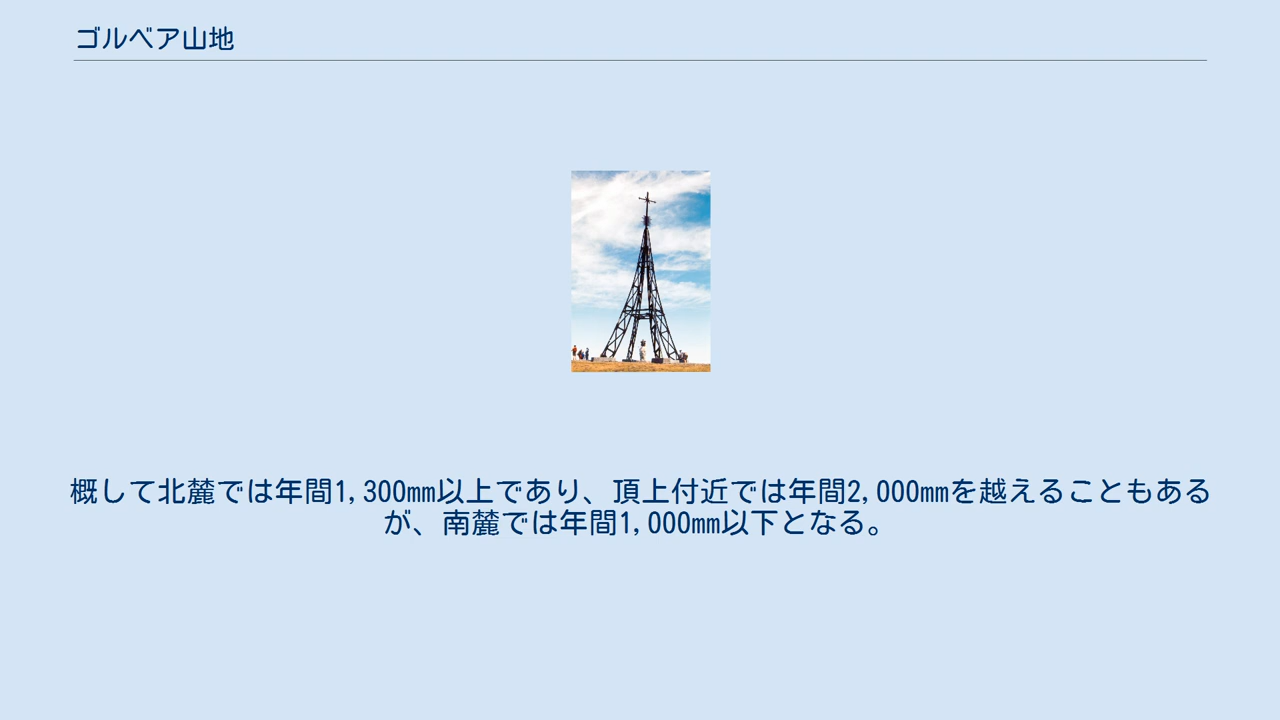 ゴルベア山地
概して北麓では年間1,300mm以上であり、頂上付近では年間2,000mmを越えることもある
が、南麓では年間1,000mm以下となる。